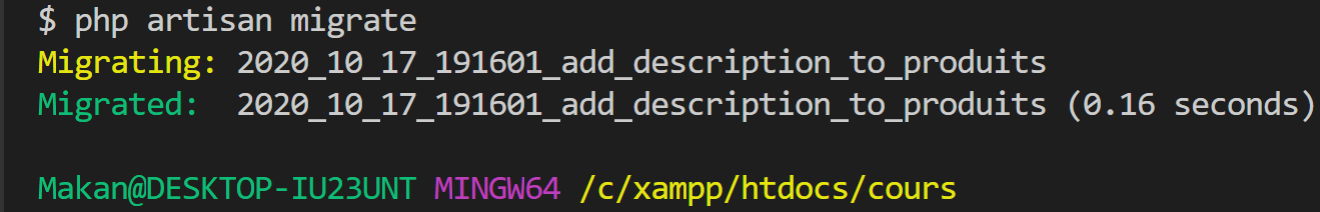 $ php artisan migrate
Migrating: 2020_10_17_191601_add_description_to_produits
Migrated:  2020_10_17_191601_add_description_to_produits (0.16 seconds)
Makan@DESKTOP-IU23UNT MINGW64 /c/xampp/htdocs/cours